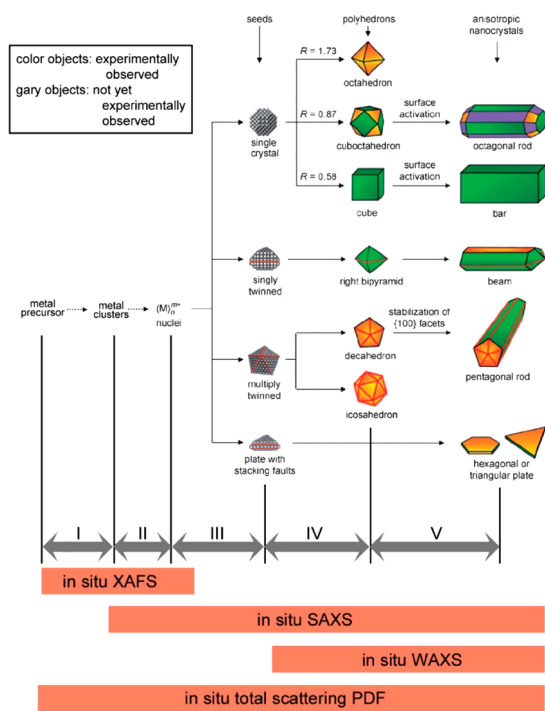 seeds
polyhedrons
anisotropic
nanocrystals
color objects: experimentally
observed
gary objects: not yet
experimentally
observed
R = 1.73
octahedron
single
crystal
R = 0.87
cuboctahedron
surface
activation
octagonal rod
R = 0.58
cube
surface
activation
bar
singly
twinned
right bipyramid
beam
metal
precursor
metal
clusters
(M)ₙᵐ⁺
nuclei
multiply
twinned
decahedron
stabilization of
{100} facets
pentagonal rod
icosahedron
plate with
stacking faults
hexagonal or
triangular plate
I
II
III
IV
V
in situ XAFS
in situ SAXS
in situ WAXS
in situ total scattering PDF